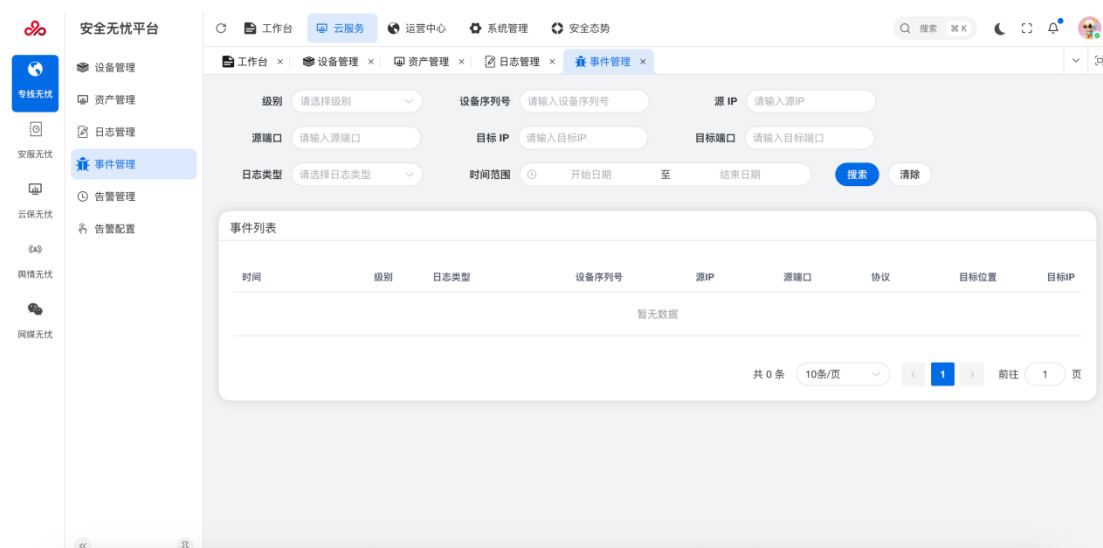 安全无忧平台
工作台 云服务 运营中心 系统管理 安全态势 搜索 ⌘ K
工作台 × 设备管理 × 资产管理 × 日志管理 × 事件管理 ×
专线无忧
安服无忧
云保无忧
舆情无忧
网媒无忧
设备管理
资产管理
日志管理
事件管理
告警管理
告警配置
级别 请选择级别 设备序列号 请输入设备序列号 源 IP 请输入源IP
源端口 请输入源端口 目标 IP 请输入目标IP 目标端口 请输入目标端口
日志类型 请选择日志类型 时间范围 开始日期 至 结束日期 搜索 清除
事件列表
时间 级别 日志类型 设备序列号 源IP 源端口 协议 目标位置 目标IP
暂无数据
共 0 条 10条/页 < 1 > 前往 1 页